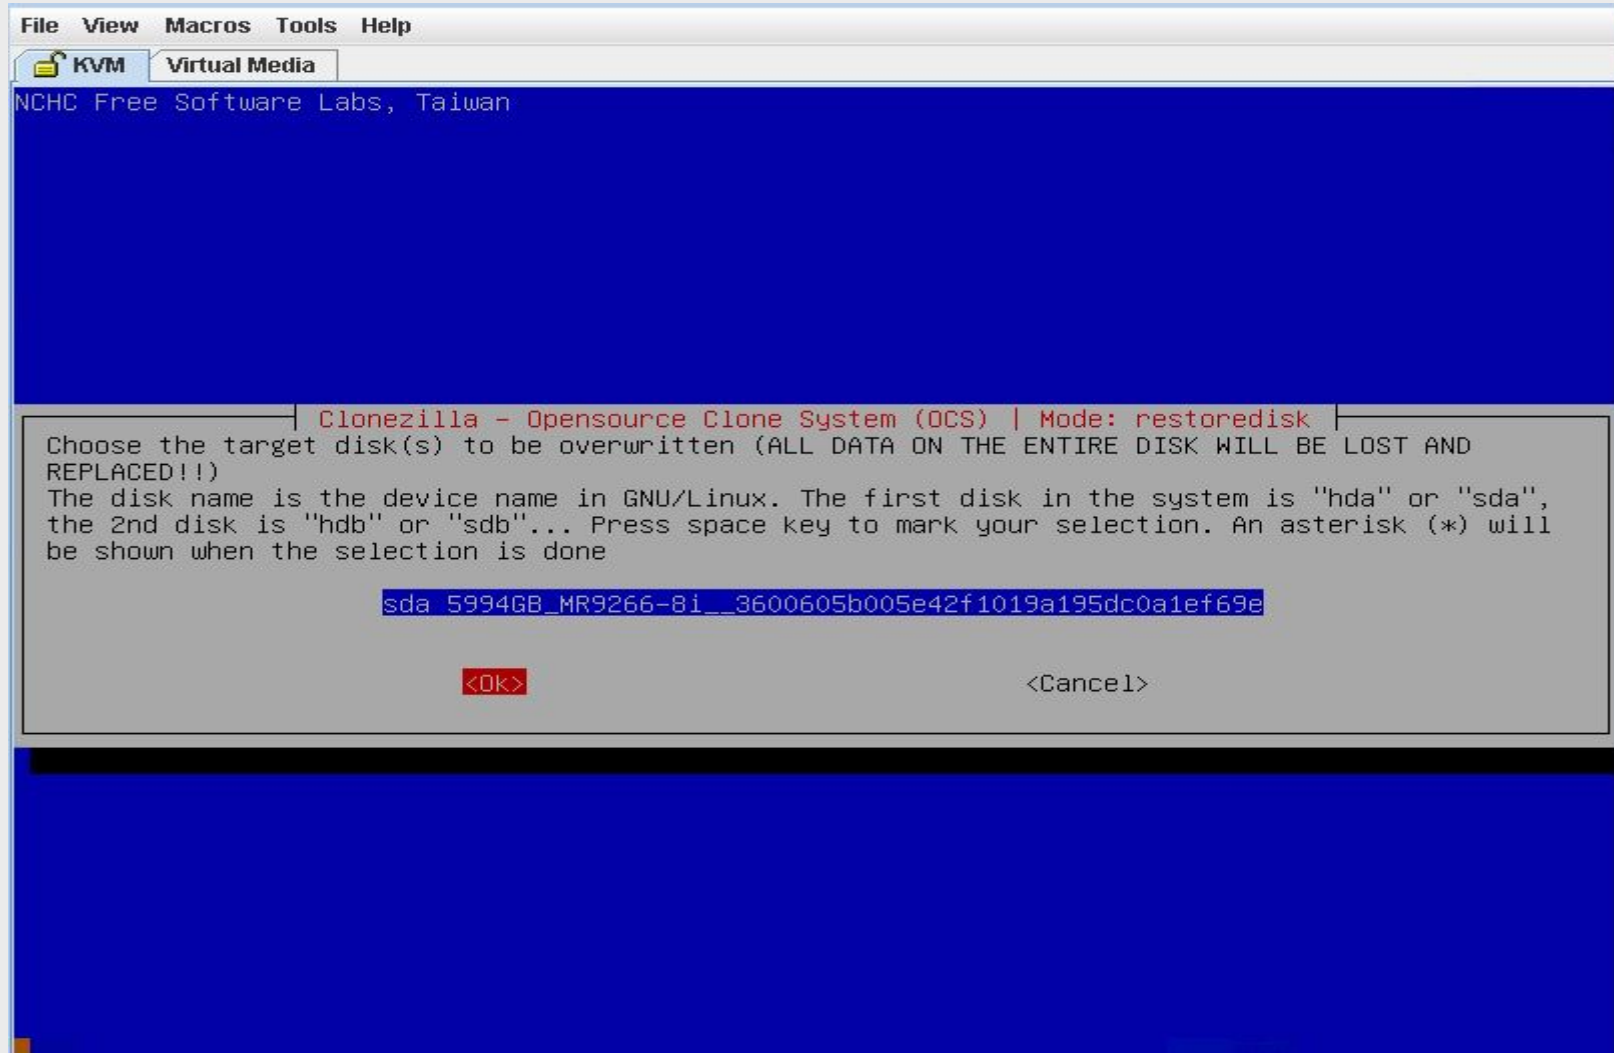 File View Macros Tools Help
KVM Virtual Media
NCHC Free Software Labs, Taiwan
Clonezilla - Opensource Clone System (OCS) | Mode: restoredisk
Choose the target disk(s) to be overwritten (ALL DATA ON THE ENTIRE DISK WILL BE LOST AND
REPLACED!!)
The disk name is the device name in GNU/Linux. The first disk in the system is "hda" or "sda",
the 2nd disk is "hdb" or "sdb"... Press space key to mark your selection. An asterisk (*) will
be shown when the selection is done
sda 5994GB_MR9266-8i__3600605b005e42f1019a195dc0a1ef69e
<Ok> <Cancel>